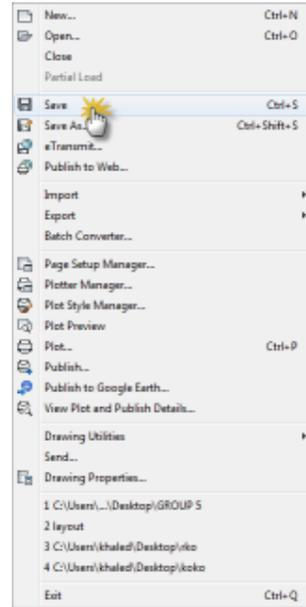 New... Ctrl+N
Open... Ctrl+O
Close
Partial Load
Save Ctrl+S
Save As... Ctrl+Shift+S
eTransmit...
Publish to Web...
Import
Export
Batch Converter...
Page Setup Manager...
Plotter Manager...
Plot Style Manager...
Plot Preview
Plot... Ctrl+P
Publish...
Publish to Google Earth...
View Plot and Publish Details...
Drawing Utilities
Send...
Drawing Properties...
1 C:\Users\...\Desktop\GROUP 5
2 layout
3 C:\Users\khaled\Desktop\rko
4 C:\Users\khaled\Desktop\koko
Exit Ctrl+Q